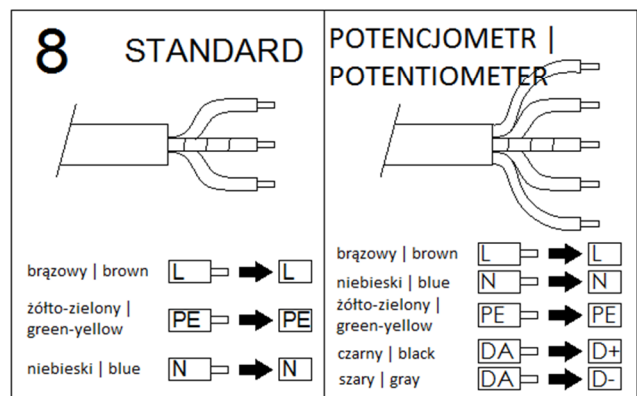 8 STANDARD
brązowy | brown L L
żółto-zielony |
green-yellow PE PE
niebieski | blue N N
POTENCJOMETR |
POTENTIOMETER
brązowy | brown L L
niebieski | blue N N
żółto-zielony |
green-yellow PE PE
czarny | black DA D+
szary | gray DA D-